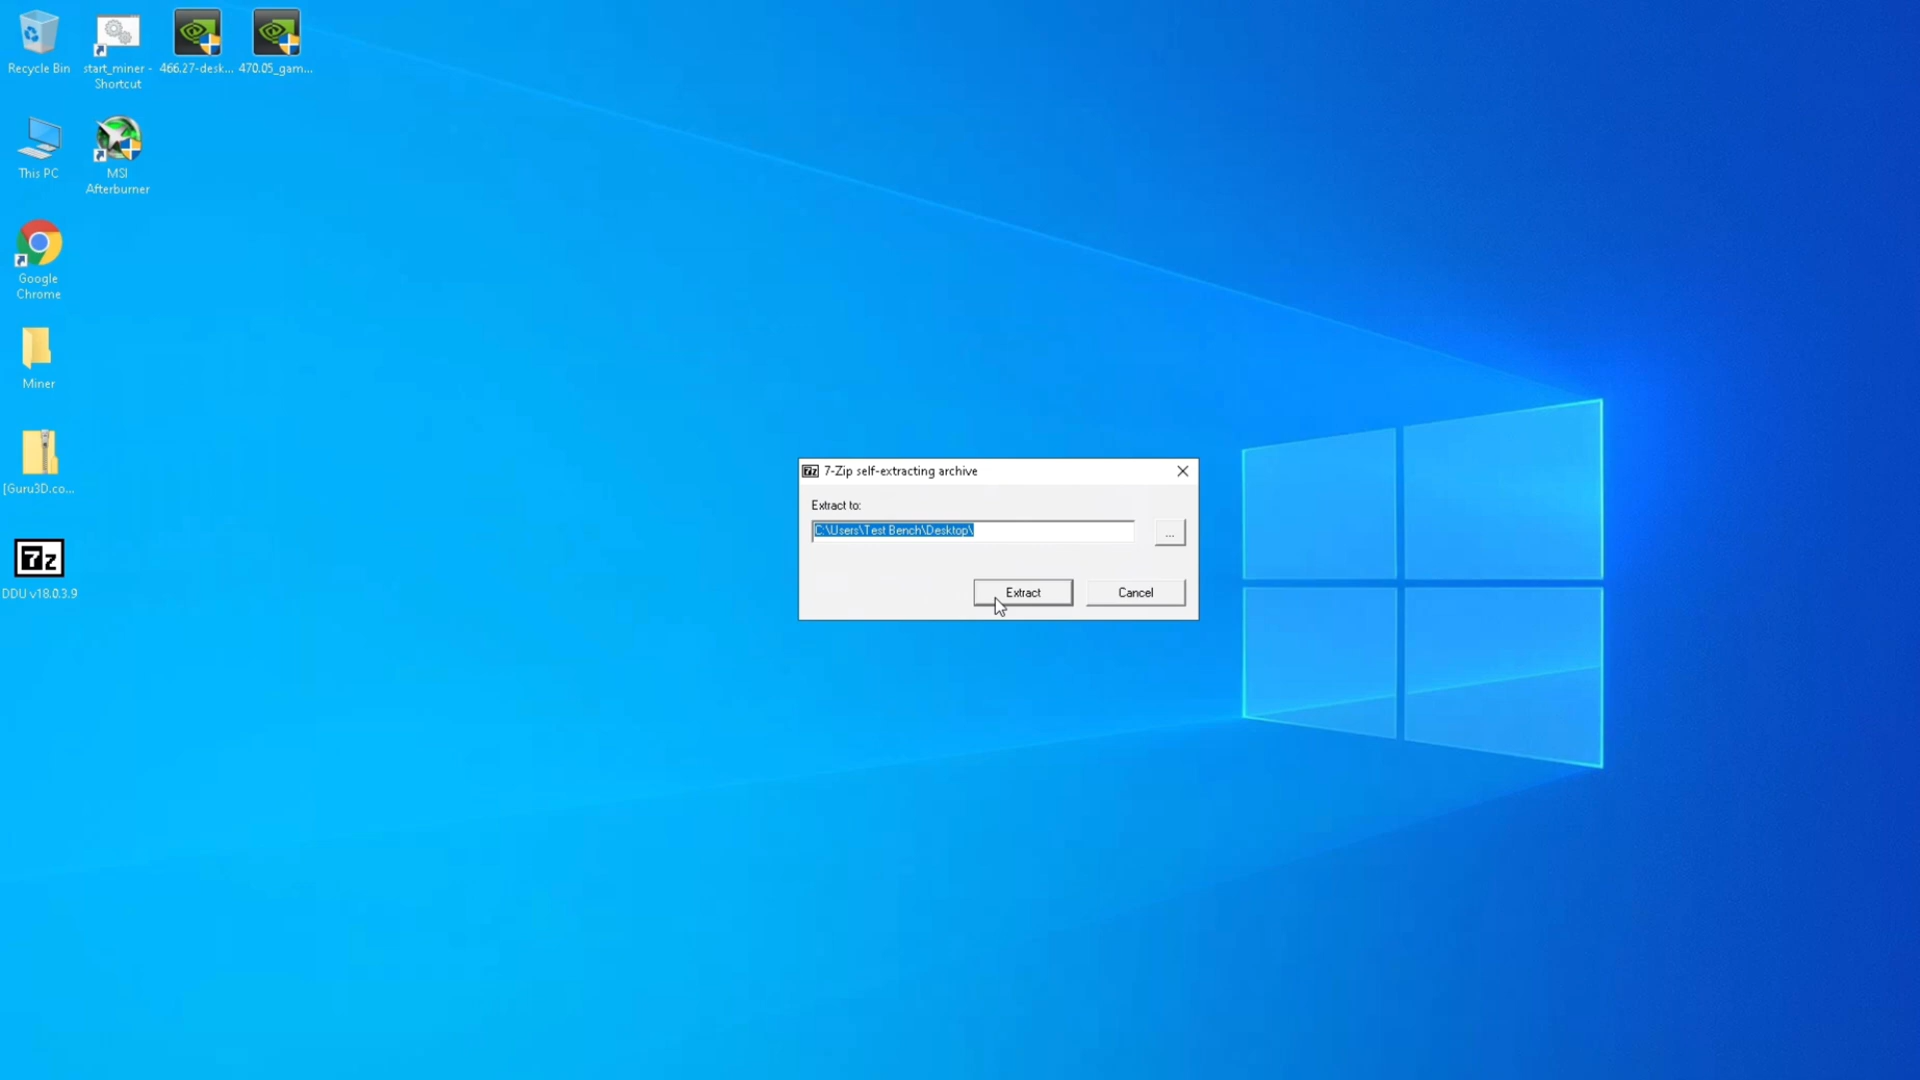 Recycle Bin
start_miner -
Shortcut
466.27-desk...
470.05_gam...
This PC
MSI
Afterburner
Google
Chrome
Miner
[Guru3D.co...
7z
DDU v18.0.3.9
7z 7-Zip self-extracting archive
Extract to:
C:\Users\Test Bench\Desktop\
...
Extract
Cancel